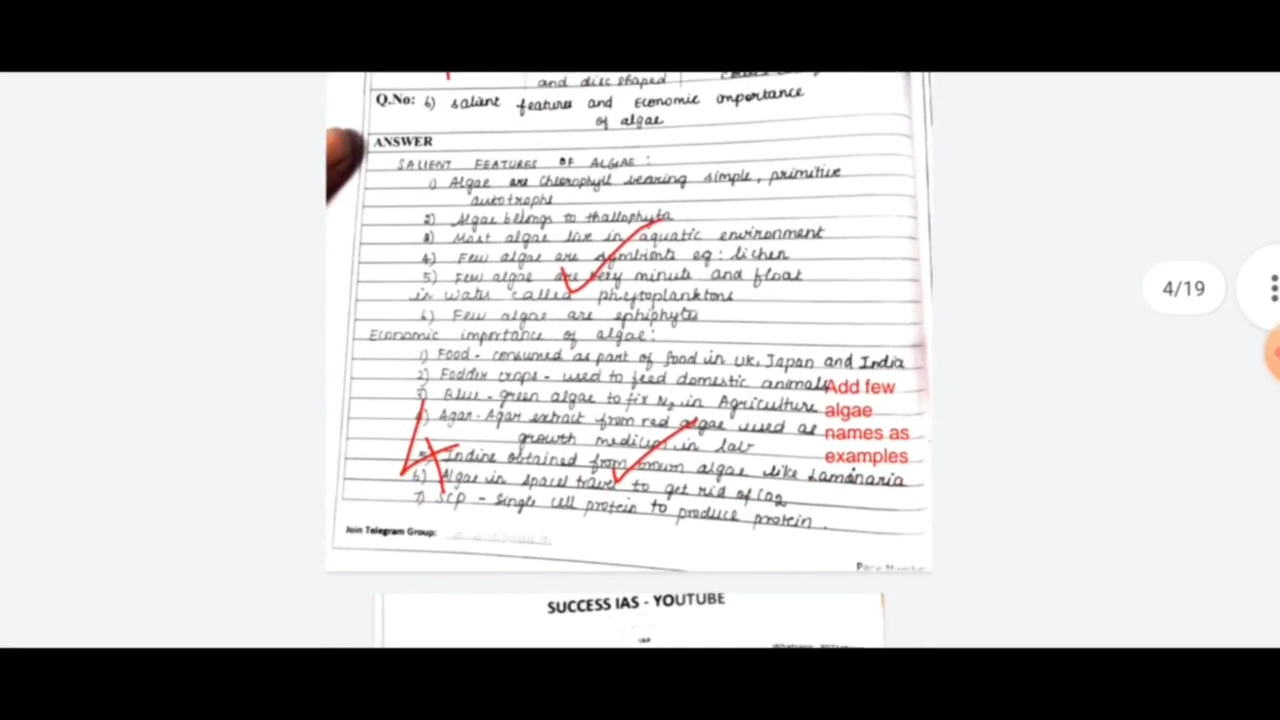 and disc shaped
Q.No: 6) salient features and Economic importance
of algae
ANSWER
SALIENT FEATURES OF ALGAE :
1) Algae are Chlorophyll bearing simple, primitive
autotrophs
2) Algae belongs to thallophyta
3) Most algae live in aquatic environment
4) Few algae are symbionts eg: lichen
5) Few algae are very minute and float
in water called phytoplanktons
6) Few algae are ephiphyte
Economic importance of algae:
1) Food - consumed as part of food in UK, Japan and India
2) Fodder crops - used to feed domestic animals
3) Blue - green algae to fix N2 in Agriculture
4) Agar - Agar extract from red algae used as
growth medium in lab
5) Indine obtained from brown algae like Laminaria
6) Algae in space travel to get rid of CO2
7) SCP - single cell protein to produce protein.
Add few
algae
names as
examples
4/19
Join Telegram Group:
SUCCESS IAS - YOUTUBE